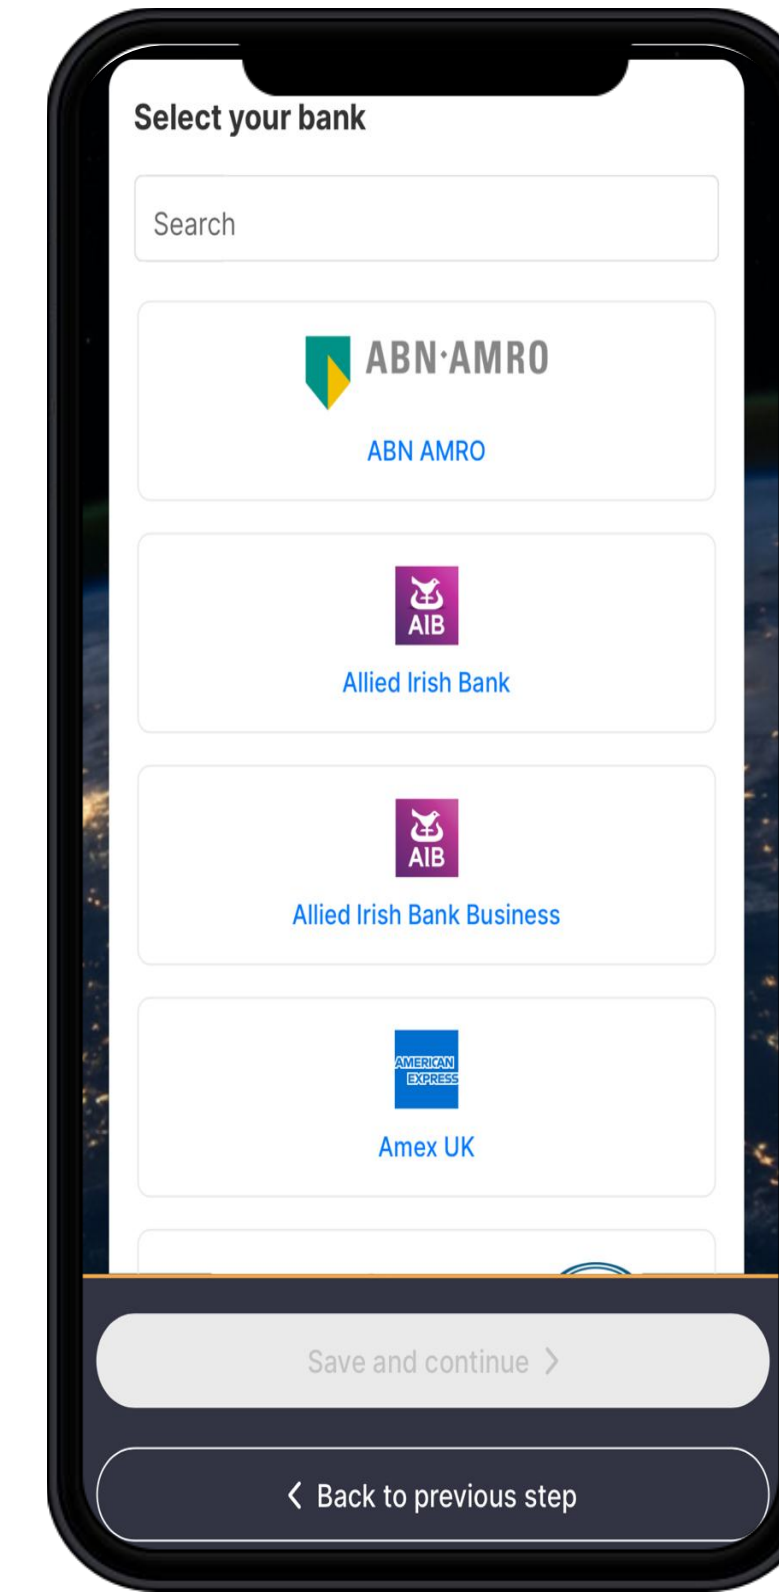 Select your bank
Search
ABN·AMRO
ABN AMRO
AIB
Allied Irish Bank
AIB
Allied Irish Bank Business
AMERICAN
EXPRESS
Amex UK
Save and continue
Back to previous step